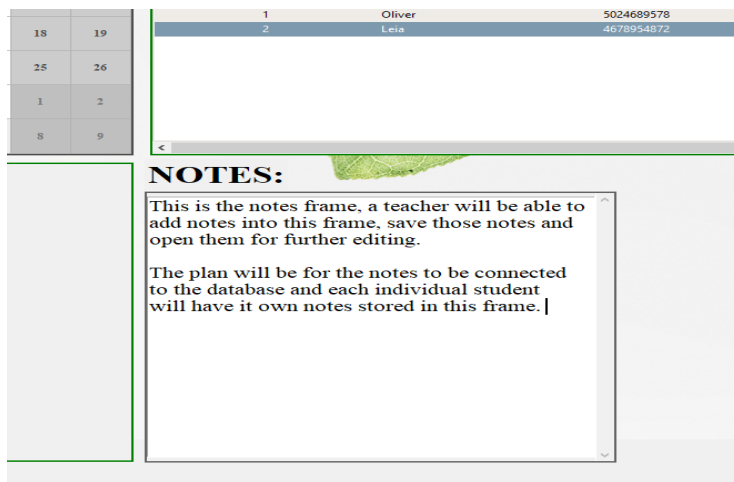 1 Oliver 5024689578
18 19
2 Leia 4678954872
25 26
1 2
8 9
NOTES:
This is the notes frame, a teacher will be able to
add notes into this frame, save those notes and
open them for further editing.
The plan will be for the notes to be connected
to the database and each individual student
will have it own notes stored in this frame.